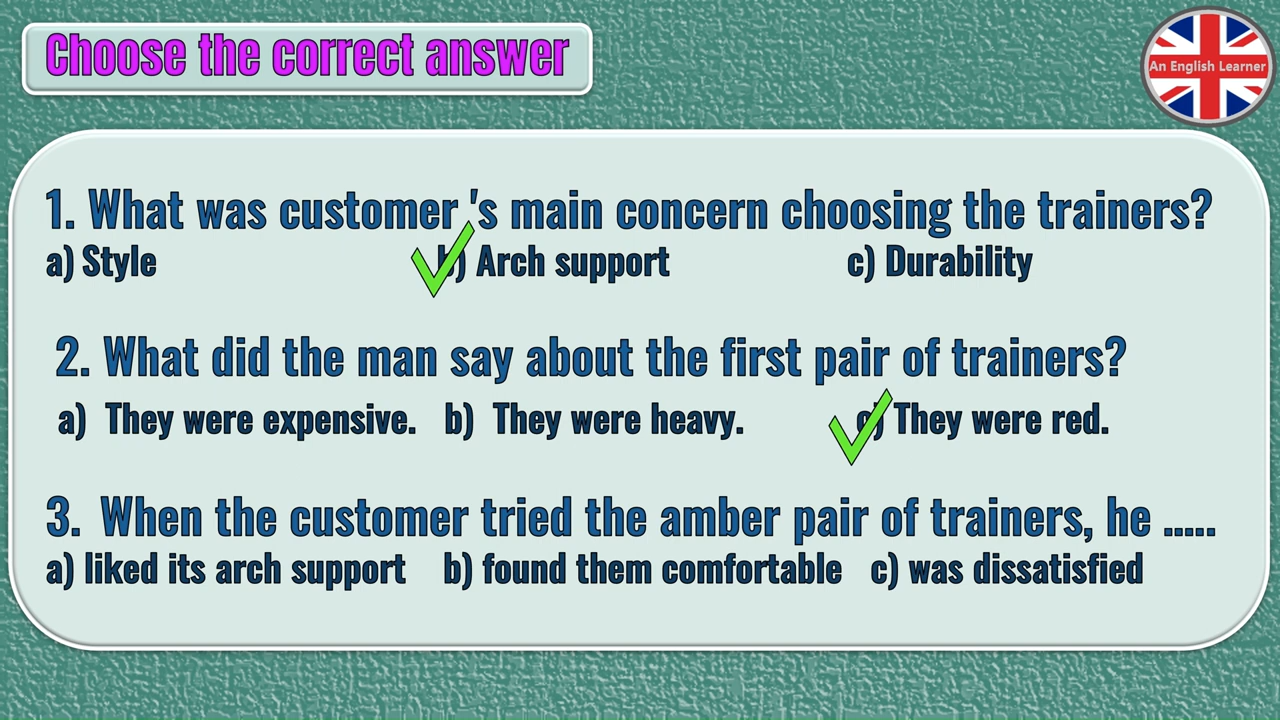 Choose the correct answer
An English Learner
1. What was customer 's main concern choosing the trainers?
a) Style b) Arch support c) Durability
2. What did the man say about the first pair of trainers?
a) They were expensive. b) They were heavy. c) They were red.
3. When the customer tried the amber pair of trainers, he .....
a) liked its arch support b) found them comfortable c) was dissatisfied